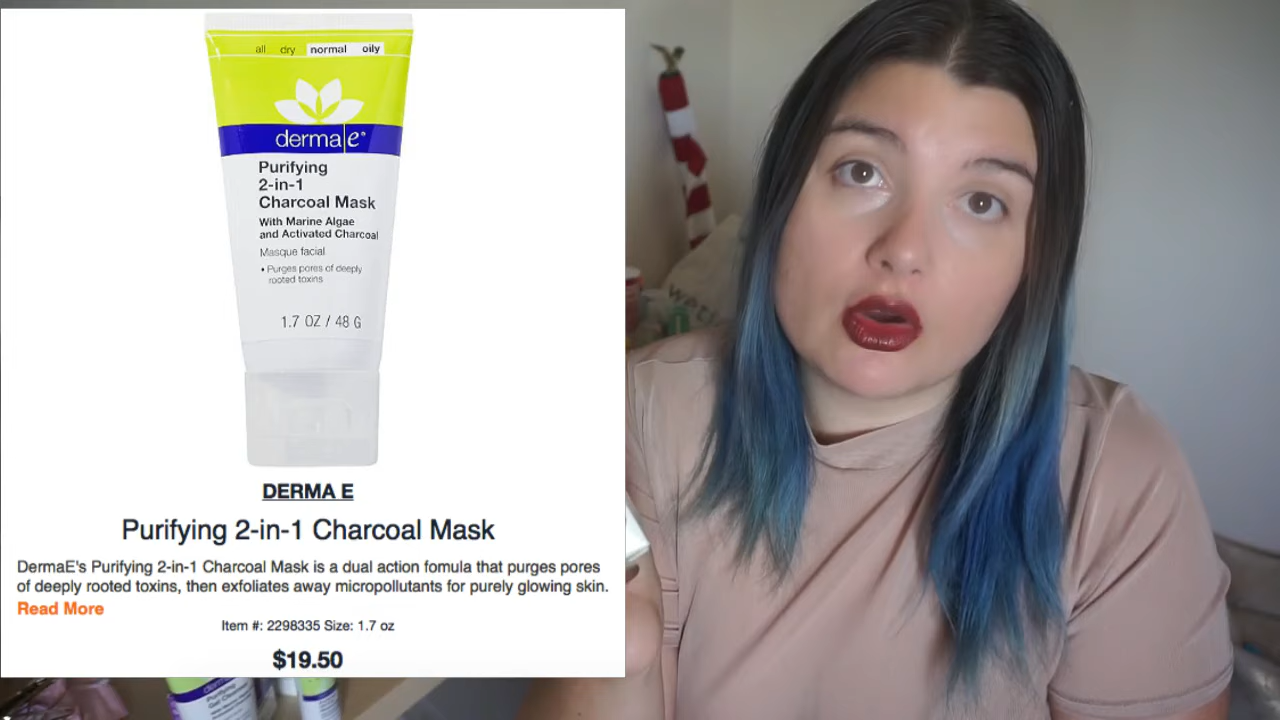 all dry normal oily
derma e®
Purifying
2-in-1
Charcoal Mask
With Marine Algae
and Activated Charcoal
Masque facial
• Purges pores of deeply
rooted toxins
1.7 OZ / 48 G
DERMA E
Purifying 2-in-1 Charcoal Mask
DermaE's Purifying 2-in-1 Charcoal Mask is a dual action fomula that purges pores
of deeply rooted toxins, then exfoliates away micropollutants for purely glowing skin.
Read More
Item #: 2298335 Size: 1.7 oz
$19.50
Purifying